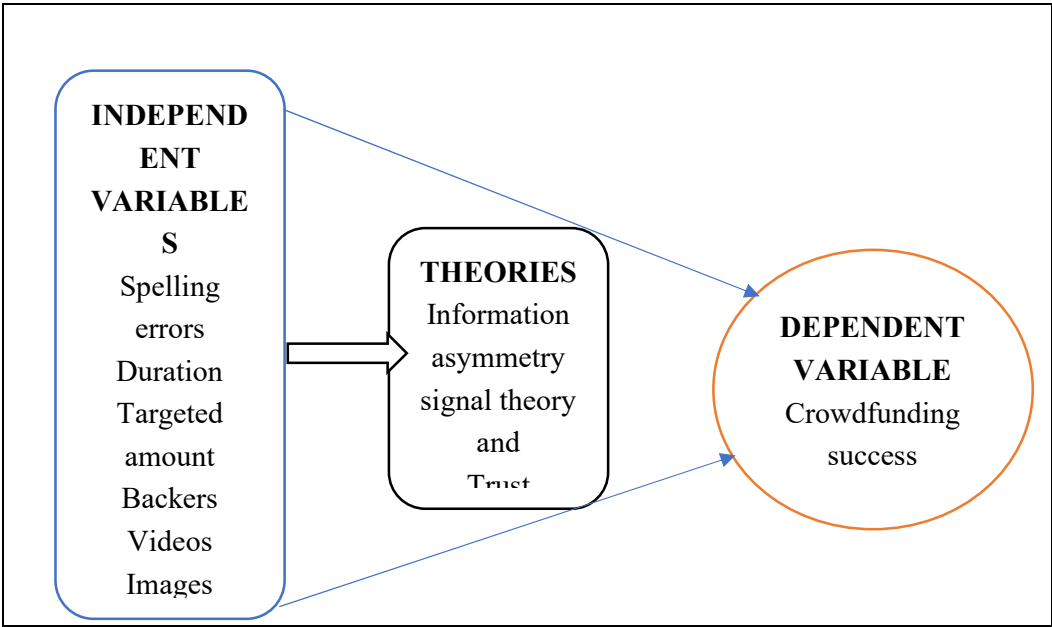 INDEPEND
ENT
VARIABLE
S
Spelling
errors
Duration
Targeted
amount
Backers
Videos
Images
THEORIES
Information
asymmetry
signal theory
and
Trust
DEPENDENT
VARIABLE
Crowdfunding
success